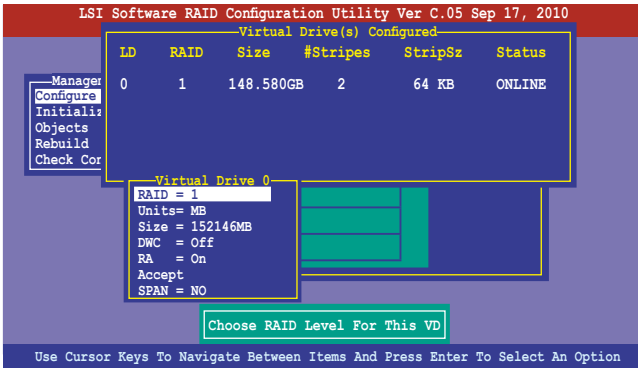 LSI Software RAID Configuration Utility Ver C.05 Sep 17, 2010
Virtual Drive(s) Configured
LD RAID Size #Stripes StripSz Status
0 1 148.580GB 2 64 KB ONLINE
Manage
Configure
Initializ
Objects
Rebuild
Check Con
Virtual Drive 0
RAID = 1
Units= MB
Size = 152146MB
DWC = Off
RA = On
Accept
SPAN = NO
Choose RAID Level For This VD
Use Cursor Keys To Navigate Between Items And Press Enter To Select An Option